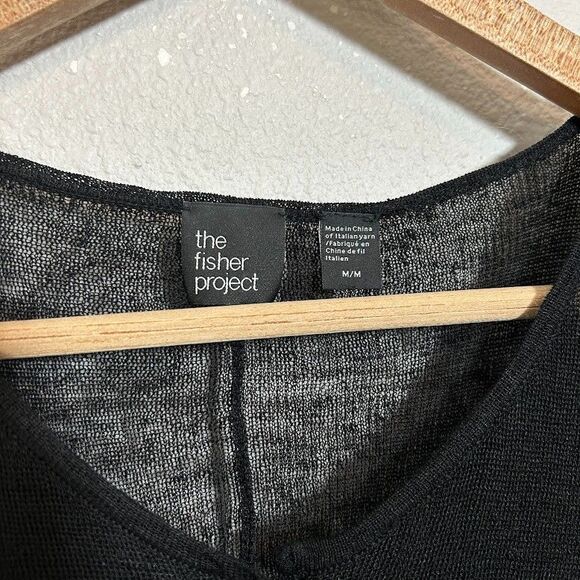 the
fisher
project
Made in China
of Italian yarn
/Fabriqué en
Chine de fil
Italien
M/M